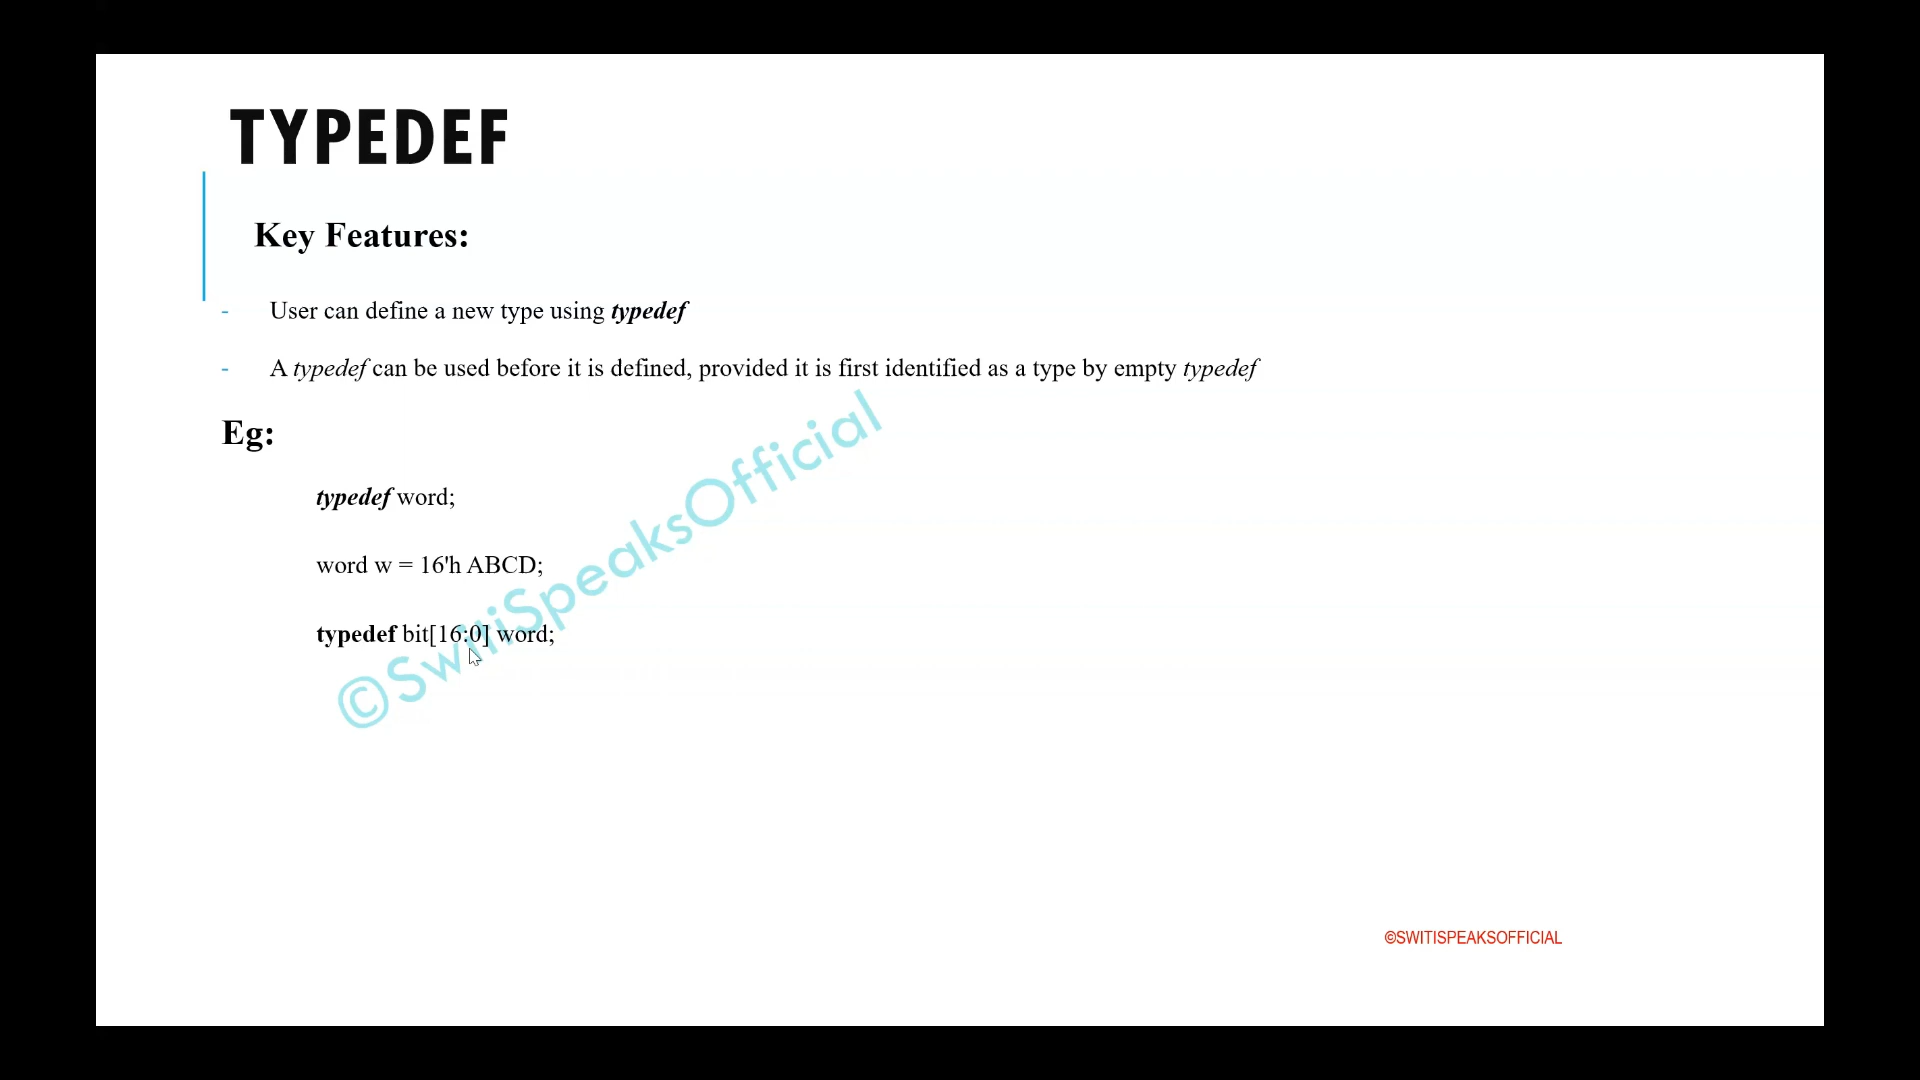 TYPEDEF
Key Features:
- User can define a new type using typedef
- A typedef can be used before it is defined, provided it is first identified as a type by empty typedef
Eg:
typedef word;
word w = 16'h ABCD;
typedef bit[16:0] word;
©SwitiSpeaksOfficial
©SWITISPEAKSOFFICIAL